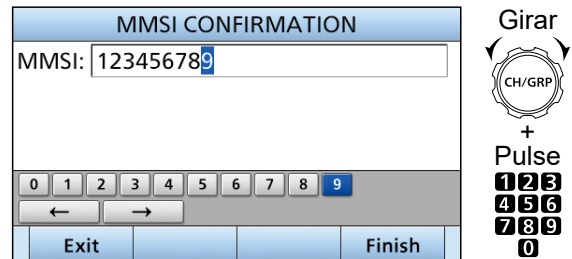 MMSI CONFIRMATION
MMSI: 123456789
0 1 2 3 4 5 6 7 8 9
← →
Exit Finish
Girar
CH/GRP
+
Pulse
1 2 3
4 5 6
7 8 9
0